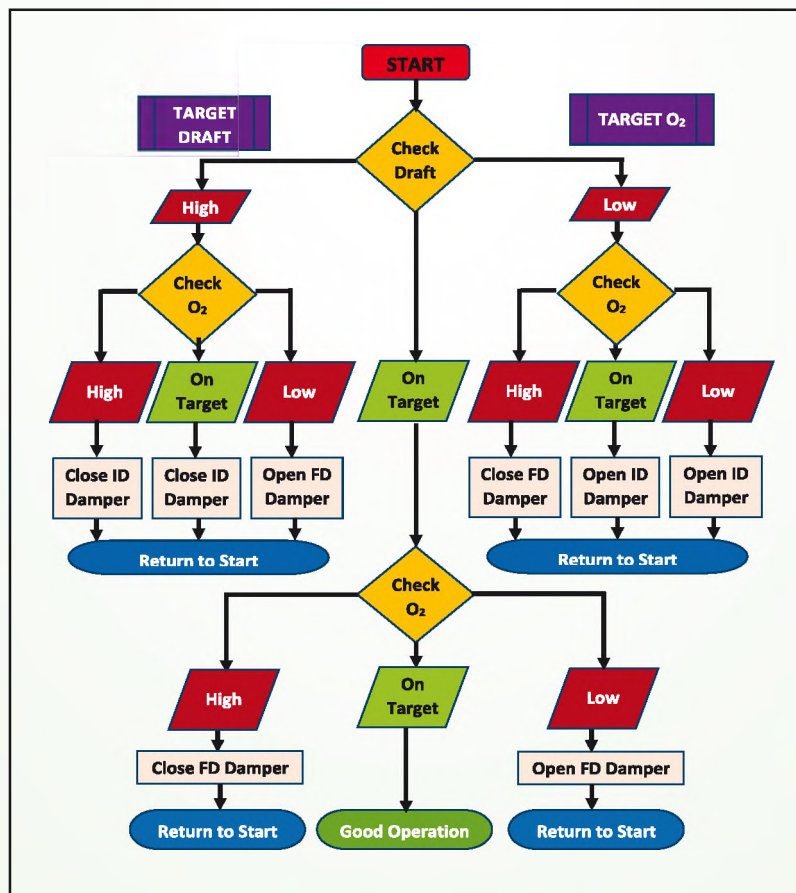 START
TARGET
DRAFT
TARGET O₂
Check
Draft
High
Low
Check
O₂
Check
O₂
High
On
Target
Low
On
Target
High
On
Target
Low
Close ID
Damper
Close ID
Damper
Open FD
Damper
Close FD
Damper
Open ID
Damper
Open ID
Damper
Return to Start
Return to Start
Check
O₂
High
On
Target
Low
Close FD Damper
Open FD Damper
Return to Start
Good Operation
Return to Start